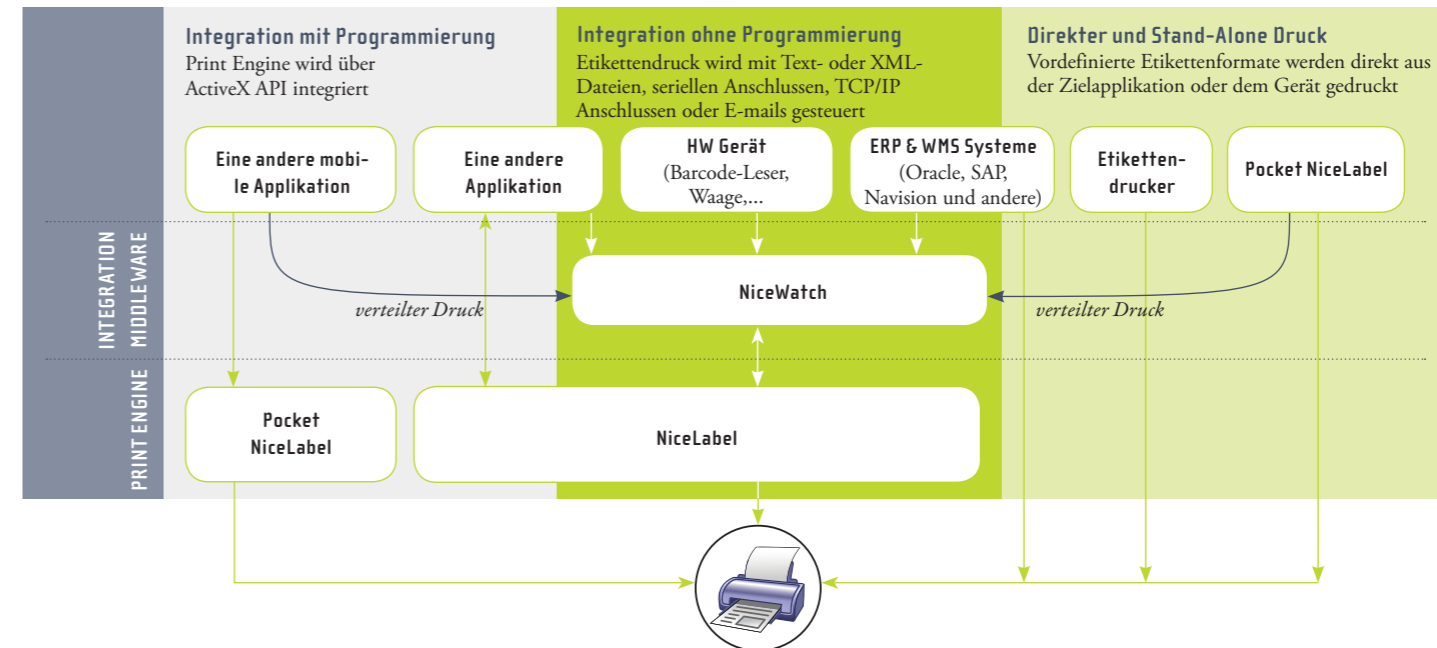 Integration mit Programmierung
Print Engine wird über
ActiveX API integriert
Integration ohne Programmierung
Etikettendruck wird mit Text- oder XML-
Dateien, seriellen Anschlussen, TCP/IP
Anschlussen oder E-mails gesteuert
Direkter und Stand-Alone Druck
Vordefinierte Etikettenformate werden direkt aus
der Zielapplikation oder dem Gerät gedruckt
Eine andere mobi-
le Applikation
Eine andere
Applikation
HW Gerät
(Barcode-Leser,
Waage,...
ERP & WMS Systeme
(Oracle, SAP,
Navision und andere)
Etiketten-
drucker
Pocket NiceLabel
INTEGRATION
MIDDLEWARE
verteilter Druck
NiceWatch
verteilter Druck
PRINT ENGINE
Pocket
NiceLabel
NiceLabel